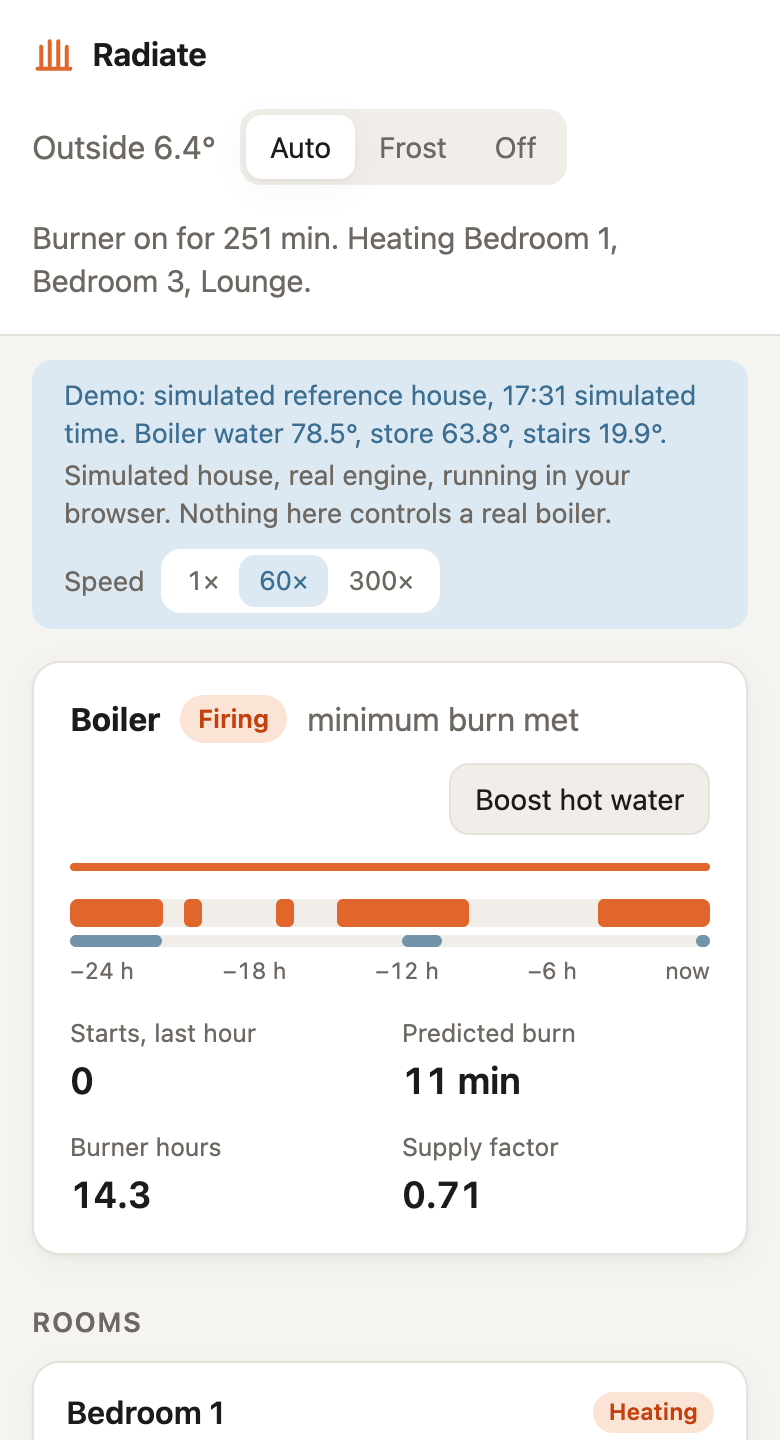 Radiate
Outside 6.4°
Auto
Frost
Off
Burner on for 251 min. Heating Bedroom 1,
Bedroom 3, Lounge.
Demo: simulated reference house, 17:31 simulated
time. Boiler water 78.5°, store 63.8°, stairs 19.9°.
Simulated house, real engine, running in your
browser. Nothing here controls a real boiler.
Speed
1×
60×
300×
Boiler
Firing
minimum burn met
Boost hot water
−24 h
−18 h
−12 h
−6 h
now
Starts, last hour
Predicted burn
0
11 min
Burner hours
Supply factor
14.3
0.71
ROOMS
Bedroom 1
Heating